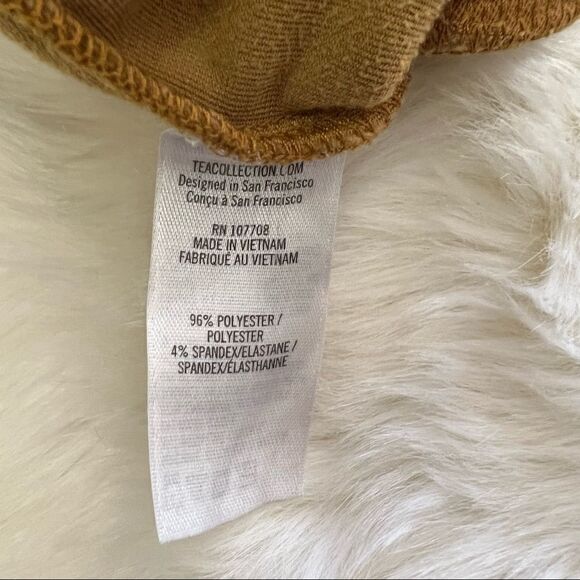 TEACOLLECTION.COM
Designed in San Francisco
Conçu à San Francisco
RN 107708
MADE IN VIETNAM
FABRIQUÉ AU VIETNAM
96% POLYESTER /
POLYESTER
4% SPANDEX/ELASTANE /
SPANDEX/ÉLASTHANNE